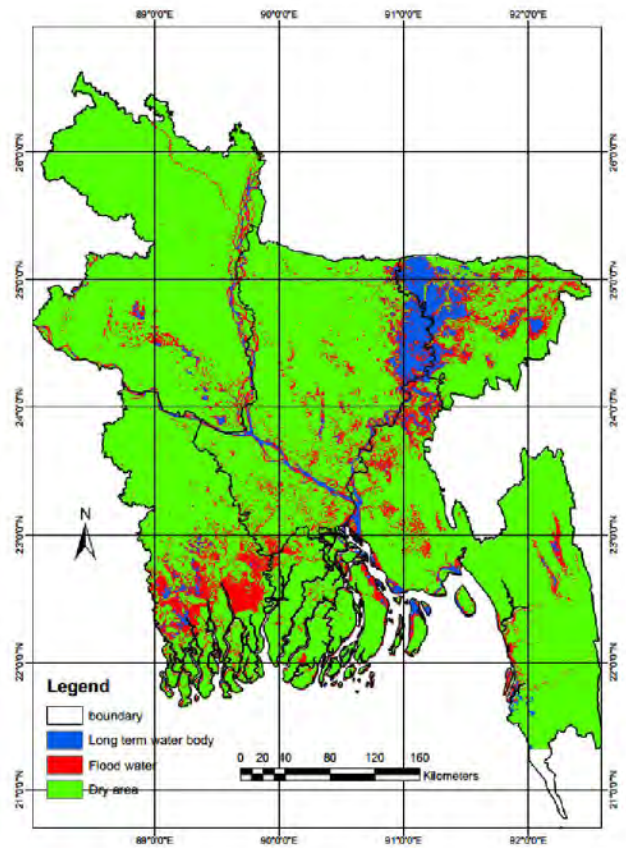 89°0'0"E 90°0'0"E 91°0'0"E 92°0'0"E
26°0'0"N 26°0'0"N
25°0'0"N 25°0'0"N
24°0'0"N 24°0'0"N
23°0'0"N 23°0'0"N
N
22°0'0"N 22°0'0"N
Legend
boundary
Long term water body
Flood water
Dry area
0 20 40 80 120 160
Kilometers
21°0'0"N 21°0'0"N
89°0'0"E 90°0'0"E 91°0'0"E 92°0'0"E